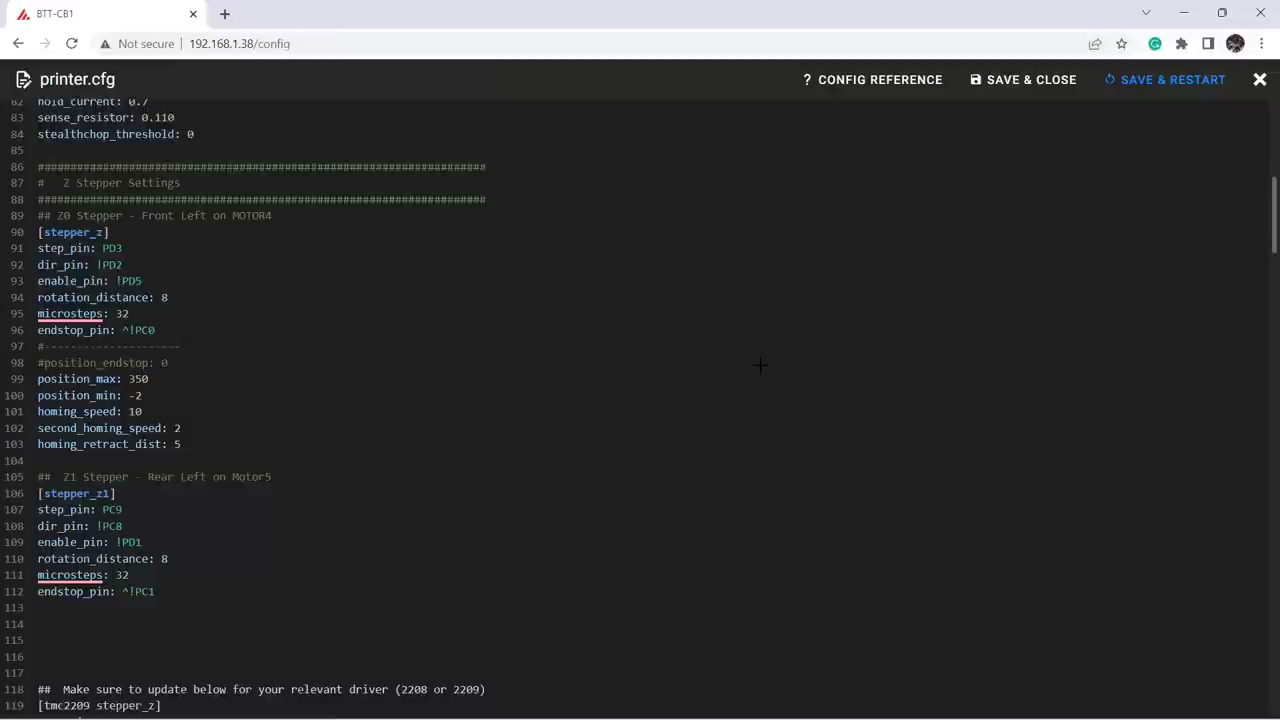 BTT-CB1
Not secure
192.168.1.38/config
printer.cfg
? CONFIG REFERENCE
SAVE & CLOSE
SAVE & RESTART
82 hold_current: 0.7
83 sense_resistor: 0.110
84 stealthchop_threshold: 0
85
86 #####################################################################
87 #   Z Stepper Settings
88 #####################################################################
89 ## Z0 Stepper - Front Left on MOTOR4
90 [stepper_z]
91 step_pin: PD3
92 dir_pin: !PD2
93 enable_pin: !PD5
94 rotation_distance: 8
95 microsteps: 32
96 endstop_pin: ^!PC0
97 #---------------------
98 #position_endstop: 0
99 position_max: 350
100 position_min: -2
101 homing_speed: 10
102 second_homing_speed: 2
103 homing_retract_dist: 5
104
105 ##  Z1 Stepper - Rear Left on Motor5
106 [stepper_z1]
107 step_pin: PC9
108 dir_pin: !PC8
109 enable_pin: !PD1
110 rotation_distance: 8
111 microsteps: 32
112 endstop_pin: ^!PC1
113
114
115
116
117
118 ##  Make sure to update below for your relevant driver (2208 or 2209)
119 [tmc2209 stepper_z]